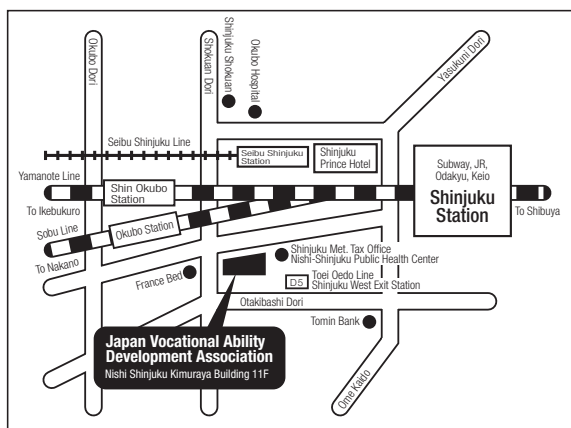 Okubo Dori
Shokuan Dori
Shinjuku Shokuan
Okubo Hospital
Yasukuni Dori
Seibu Shinjuku Line
Seibu Shinjuku
Station
Shinjuku
Prince Hotel
Subway, JR,
Odakyu, Keio
Shinjuku
Station
Yamanote Line
Shin Okubo
Station
To Ikebukuro
To Shibuya
Sobu Line
Okubo Station
To Nakano
Shinjuku Met. Tax Office
Nishi-Shinjuku Public Health Center
France Bed
D5
Toei Oedo Line
Shinjuku West Exit Station
Otakibashi Dori
Tomin Bank
Japan Vocational Ability
Development Association
Nishi Shinjuku Kimuraya Building 11F
Ome Kaido